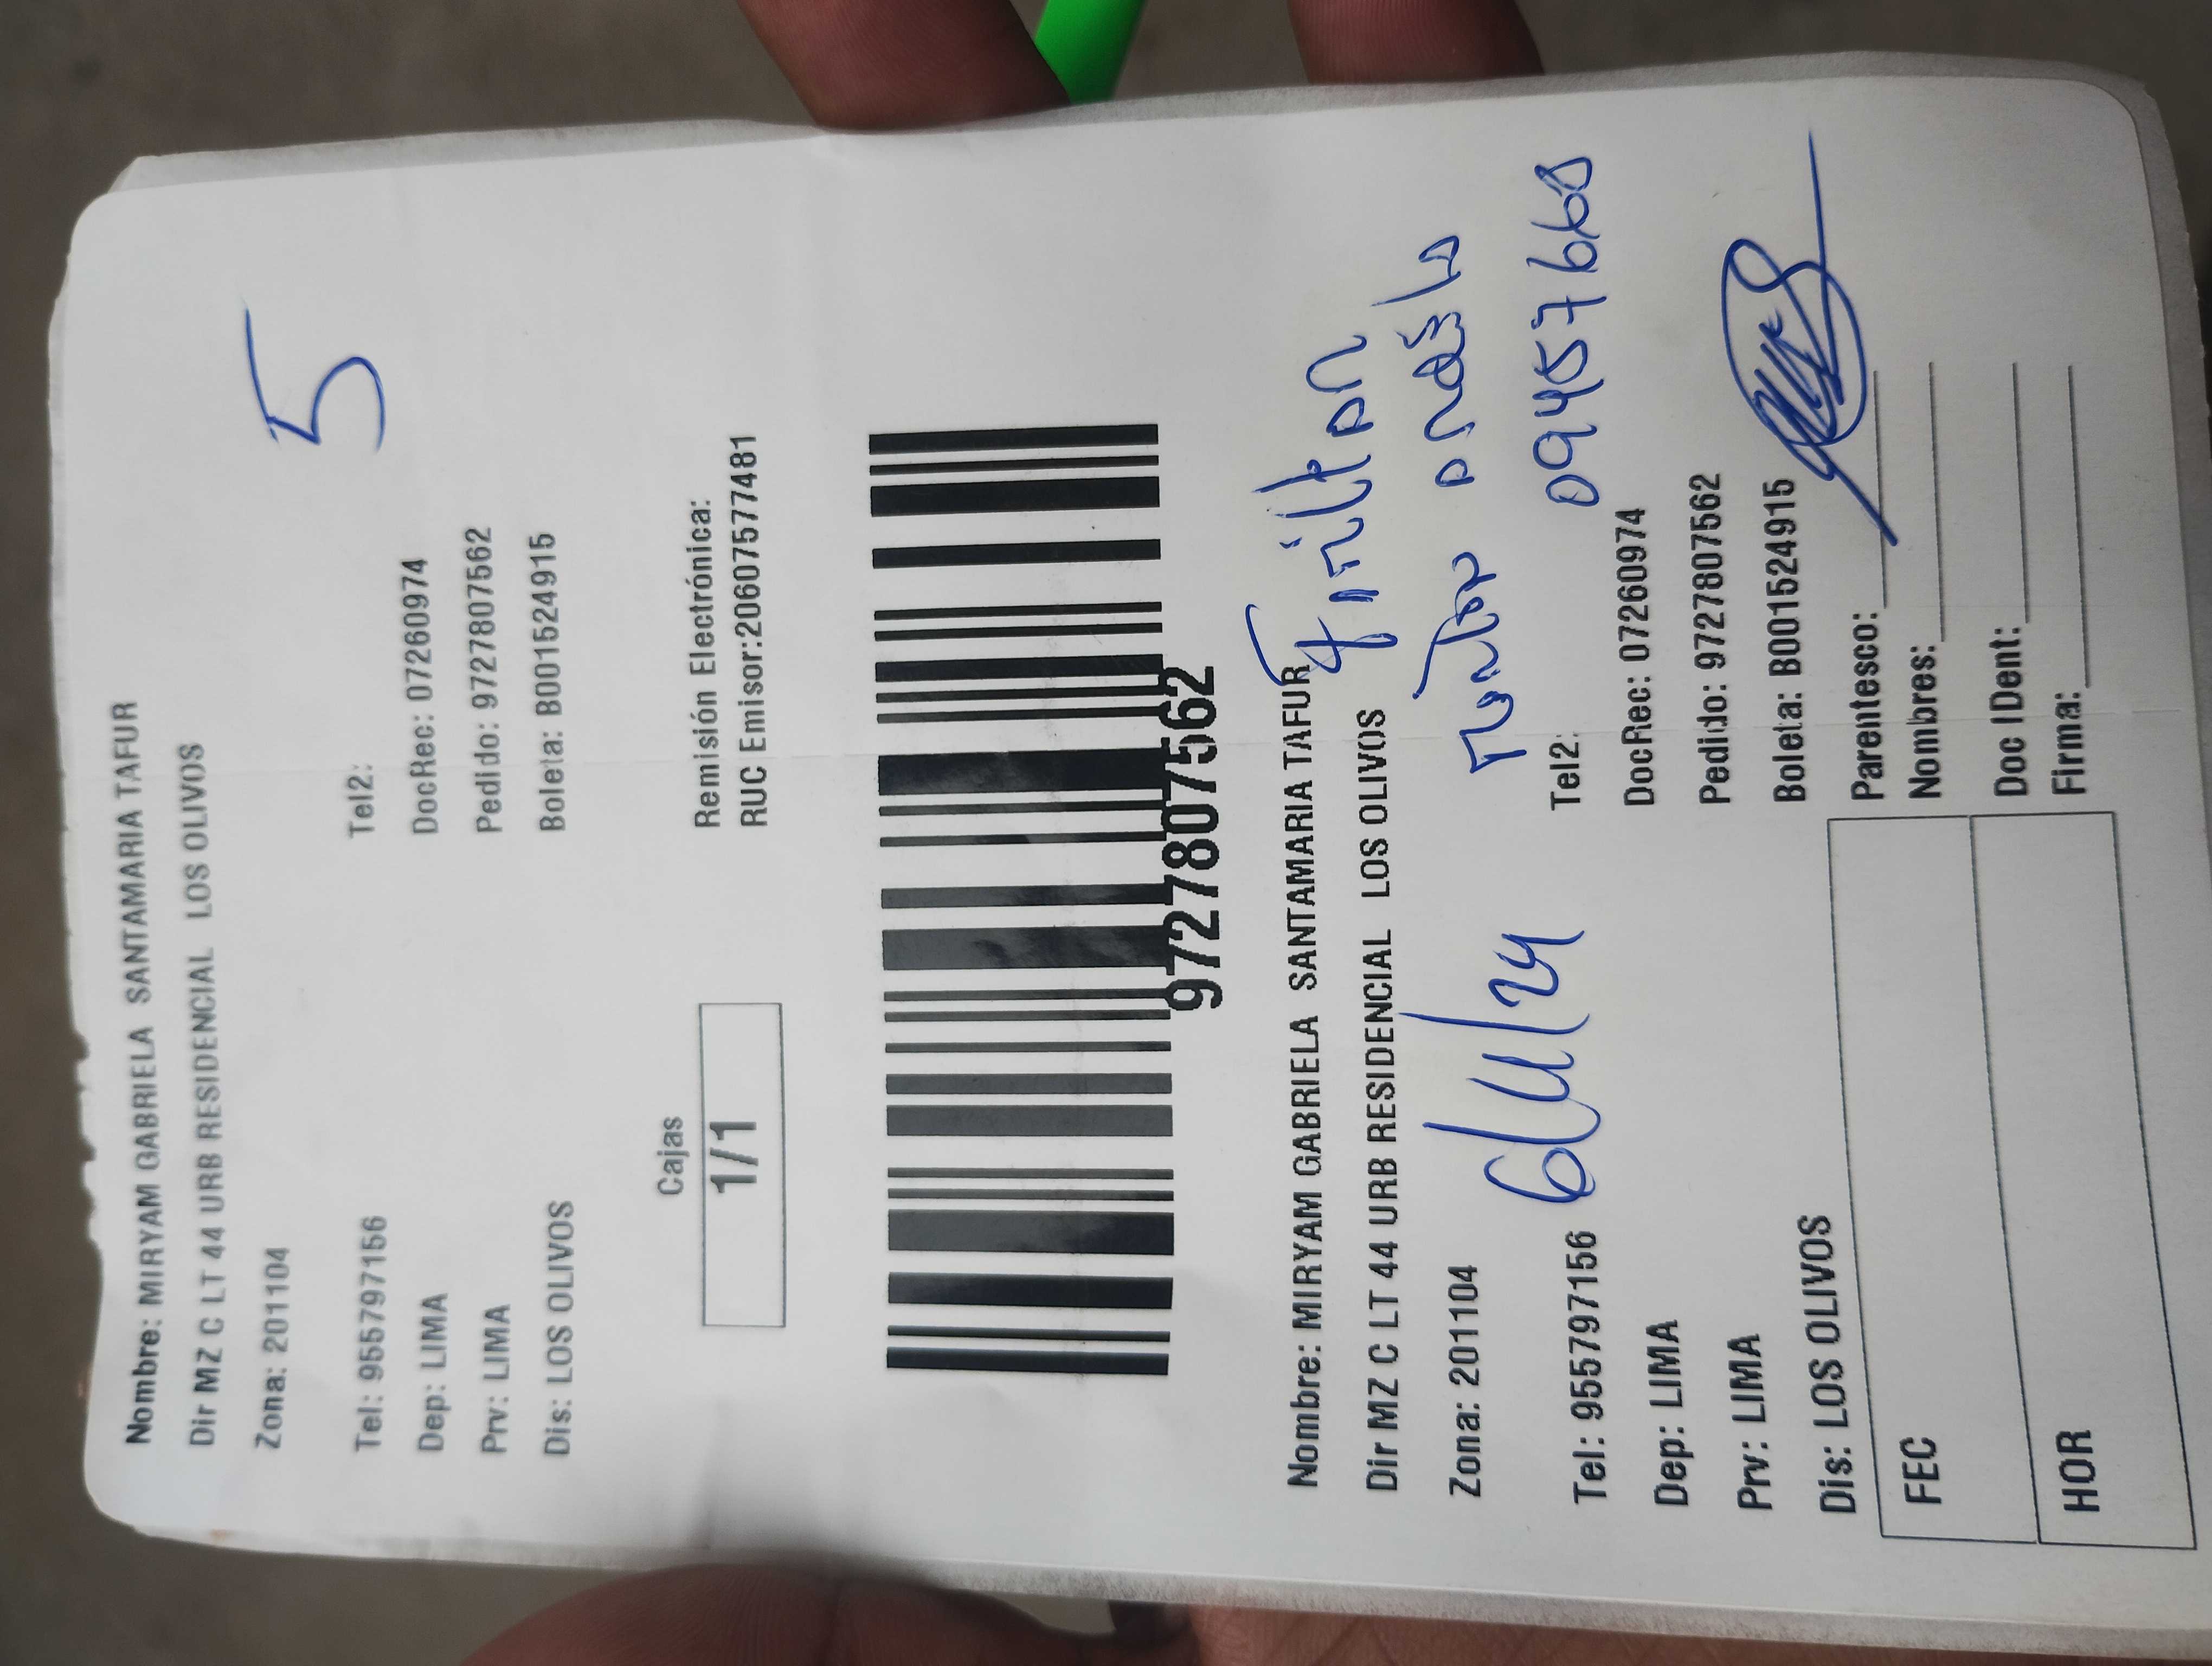 Nombre: MIRYAM GABRIELA SANTAMARIA TAFUR
Dir MZ C LT 44 URB RESIDENCIAL LOS OLIVOS
Zona: 201104
5
Tel: 955797156 Tel2:
Dep: LIMA DocRec: 07260974
Prv: LIMA Pedido: 9727807562
Dis: LOS OLIVOS Boleta: B001524915
Cajas
1/1
Remisión Electrónica:
RUC Emisor:20607577481
9727807562
Nombre: MIRYAM GABRIELA SANTAMARIA TAFUR
Dir MZ C LT 44 URB RESIDENCIAL LOS OLIVOS
Zona: 201104
Tel: 955797156 Tel2:
Dep: LIMA DocRec: 07260974
Prv: LIMA Pedido: 9727807562
Dis: LOS OLIVOS Boleta: B001524915
FEC
HOR
Parentesco:
Nombres:
Doc IDent:
Firma: